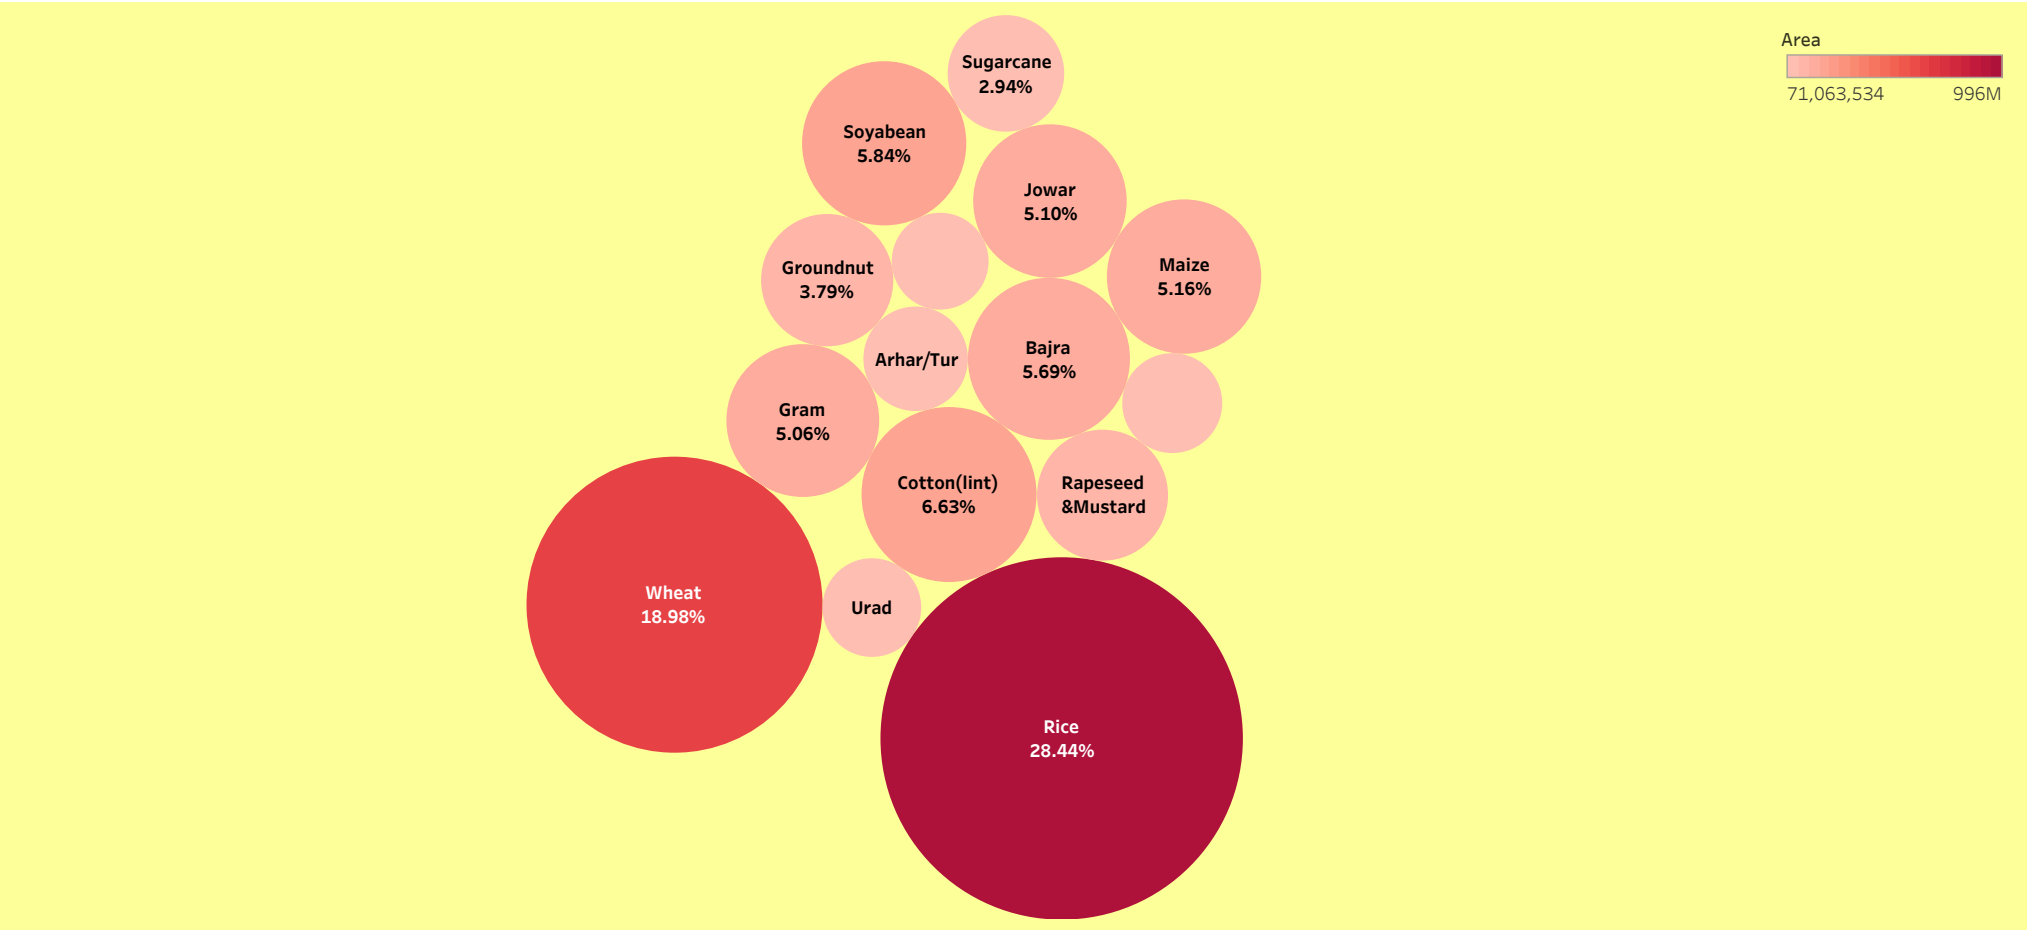 Area
71,063,534 996M
Sugarcane
2.94%
Soyabean
5.84%
Jowar
5.10%
Groundnut
3.79%
Maize
5.16%
Arhar/Tur
Bajra
5.69%
Gram
5.06%
Cotton(lint)
6.63%
Rapeseed
&Mustard
Wheat
18.98%
Urad
Rice
28.44%